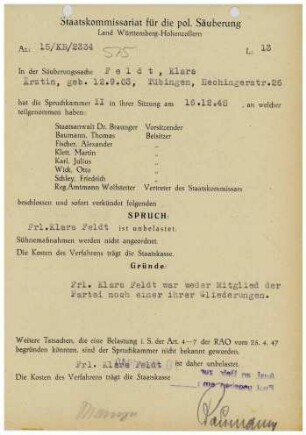 Staatskommissariat für die pol. Säuberung
Land Württemberg-Hohenzollern
Az: 15/KB/2334 L: 13
In der Säuberungssache Feldt, Klara
Ärztin, geb. 12.9.03, Tübingen, Hechingerstr.26
hat die Spruchkammer II in ihrer Sitzung am 16.12.48, an welcher
teilgenommen haben:
Staatsanwalt Dr. Vorsitzender
Baumann, Thomas Beisitzer
Fischer, Alexander "
Klett, Martin "
Karl, Julius "
Wick, Otto "
Schley, Friedrich "
Reg.Amtmann Wolfstetter Vertreter des Staatskommissars
beschlossen und sofort verkündet folgenden
SPRUCH:
Frl. Klara Feldt ist unbelastet.
Sühnemaßnahmen werden nicht angeordnet.
Die Kosten des Verfahrens trägt die Staatskasse.
Gründe:
Frl. Klara Feldt war weder Mitglied der
Partei noch einer ihrer Gliederungen.
Weitere Tatsachen, die eine Belastung i. S. der Art. 4—7 der RAO vom 25. 4. 47
begründen könnten, sind der Spruchkammer nicht bekannt geworden.
Frl. Klara Feldt ist daher unbelastet.
Die Kosten des Verfahrens trägt die Staatskasse
Baumann